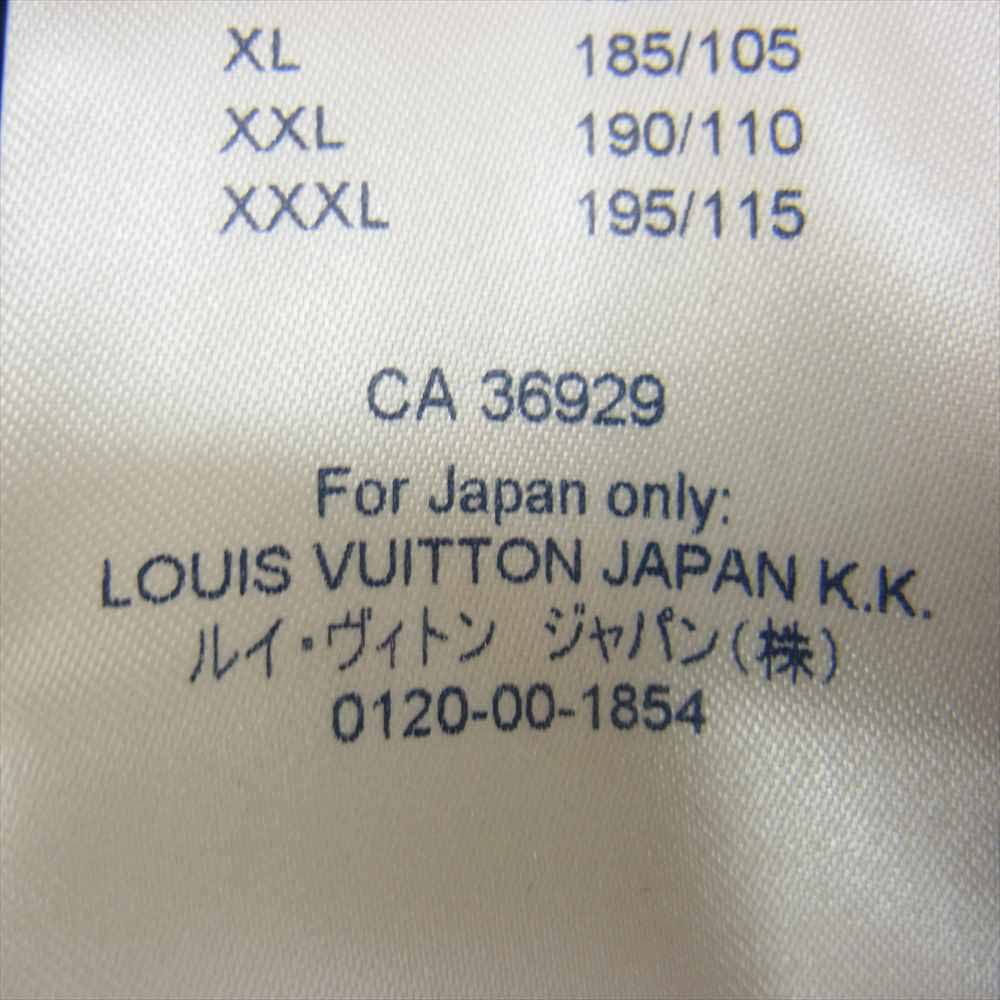 XL 185/105
XXL 190/110
XXXL 195/115
CA 36929
For Japan only:
LOUIS VUITTON JAPAN K.K.
ルイ・ヴィトン ジャパン(株)
0120-00-1854